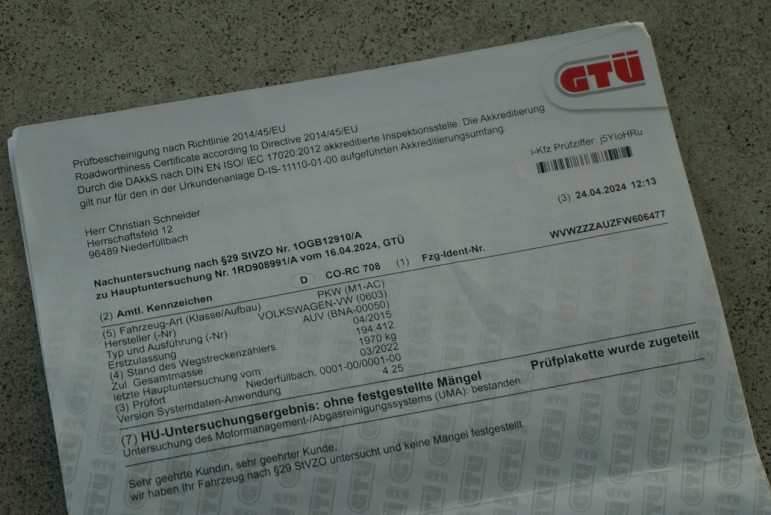 GTÜ
Prüfbescheinigung nach Richtlinie 2014/45/EU
Roadworthiness Certificate according to Directive 2014/45/EU
Durch die DAkkS nach DIN EN ISO/ IEC 17020:2012 akkreditierte Inspektionsstelle. Die Akkreditierung
gilt nur für den in der Urkundenanlage D-IS-11110-01-00 aufgeführten Akkreditierungsumfang.
i-Kfz Prüfziffer: j5YloHRu
(3) 24.04.2024 12:13
Herr Christian Schneider
Herrschaftsfeld 12
96489 Niederfüllbach
Nachuntersuchung nach §29 StVZO Nr. 1OGB12910/A
zu Hauptuntersuchung Nr. 1RD908991/A vom 16.04.2024, GTÜ
(2) Amtl. Kennzeichen D CO-RC 708 (1) Fzg-Ident-Nr. WVWZZZAUZFW606477
(5) Fahrzeug-Art (Klasse/Aufbau) PKW (M1-AC)
Hersteller (-Nr) VOLKSWAGEN-VW (0603)
Typ und Ausführung (-Nr) AUV (BNA-00050)
Erstzulassung 04/2015
(4) Stand des Wegstreckenzählers 194.412
Zul. Gesamtmasse 1970 kg
letzte Hauptuntersuchung vom 03/2022
(3) Prüfort Niederfüllbach, 0001-00/0001-00
Version Systemdaten-Anwendung 4.25
(7) HU-Untersuchungsergebnis: ohne festgestellte Mängel Prüfplakette wurde zugeteilt
Untersuchung des Motormanagement-/Abgasreinigungssystems (UMA): bestanden
Sehr geehrte Kundin, sehr geehrter Kunde,
wir haben Ihr Fahrzeug nach §29 StVZO untersucht und keine Mängel festgestellt